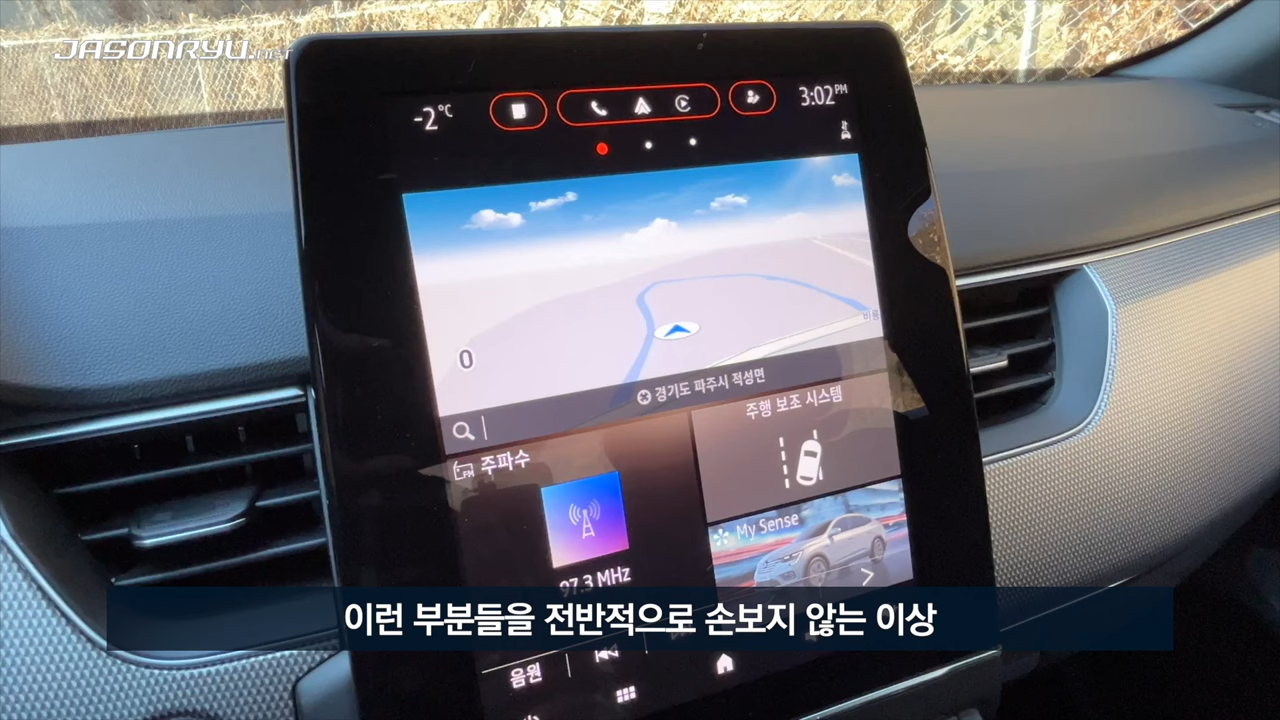 JASONRYU.net
-2°C
3:02PM
0
경기도 파주시 적성면
주행 보조 시스템
FM 주파수
My Sense
97.3 MHz
이런 부분들을 전반적으로 손보지 않는 이상
음원